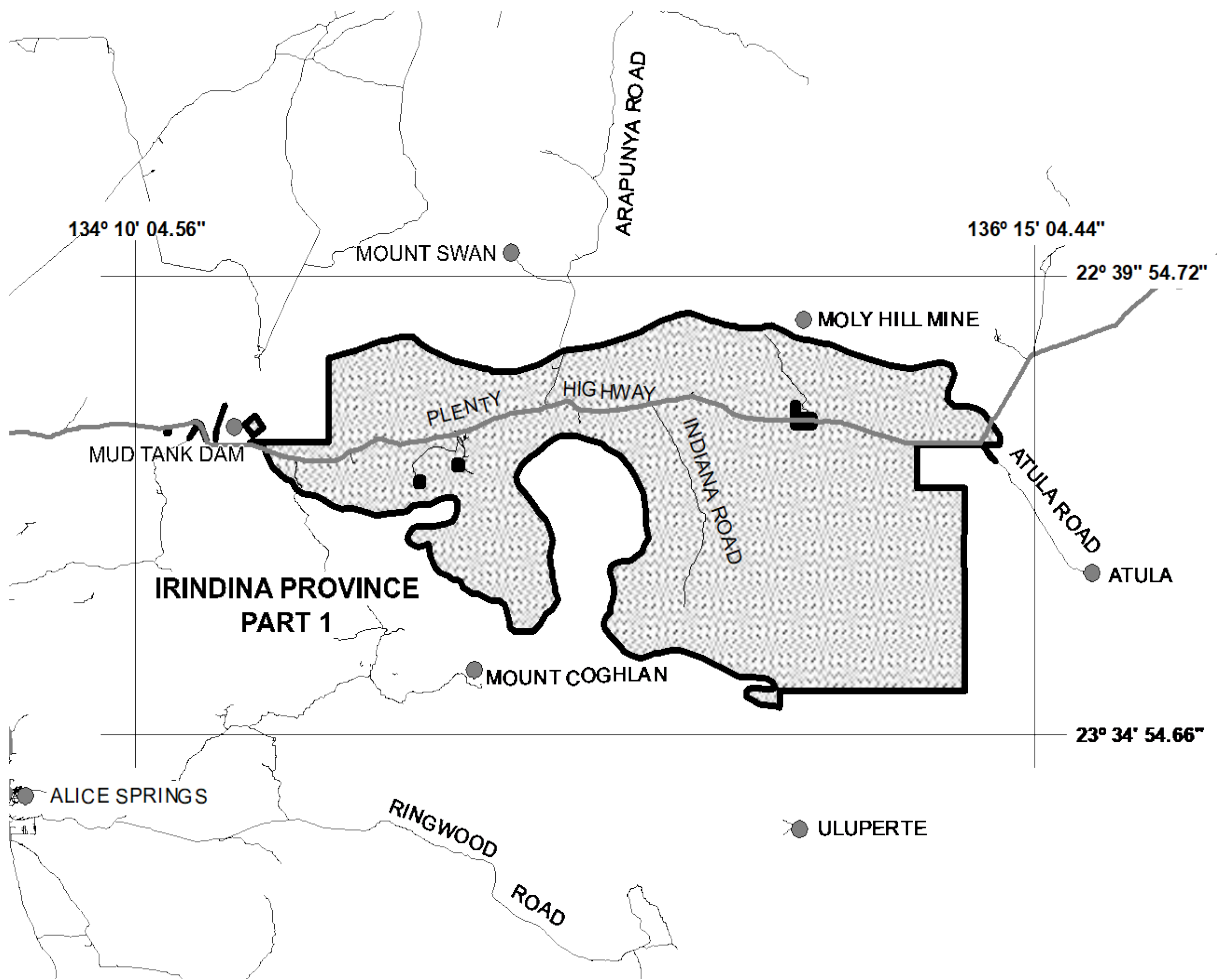 ARAPUNYA ROAD
134º 10' 04.56"
136º 15' 04.44"
MOUNT SWAN
22º 39" 54.72"
MOLY HILL MINE
PLENTY HIGHWAY
MUD TANK DAM
INDIANA ROAD
ATULA ROAD
ATULA
IRINDINA PROVINCE
PART 1
MOUNT COGHLAN
23º 34' 54.66"
ALICE SPRINGS
RINGWOOD
ROAD
ULUPERTE